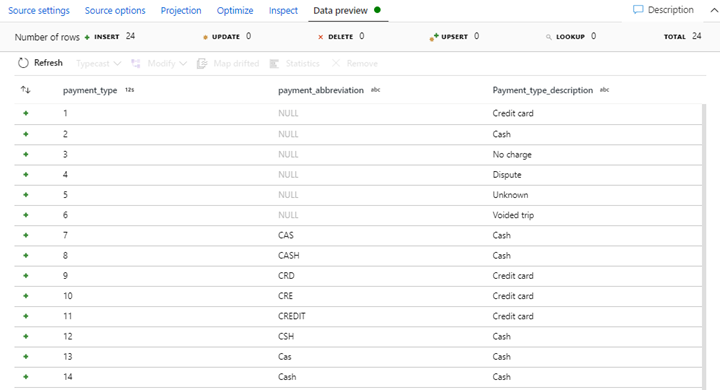 Source settings Source options Projection Optimize Inspect Data preview Description
Number of rows INSERT 24 UPDATE 0 DELETE 0 UPSERT 0 LOOKUP 0 TOTAL 24
Refresh Typecast Modify Map drifted Statistics Remove
payment_type 12s payment_abbreviation abc Payment_type_description abc
1 NULL Credit card
2 NULL Cash
3 NULL No charge
4 NULL Dispute
5 NULL Unknown
6 NULL Voided trip
7 CAS Cash
8 CASH Cash
9 CRD Credit card
10 CRE Credit card
11 CREDIT Credit card
12 CSH Cash
13 Cas Cash
14 Cash Cash